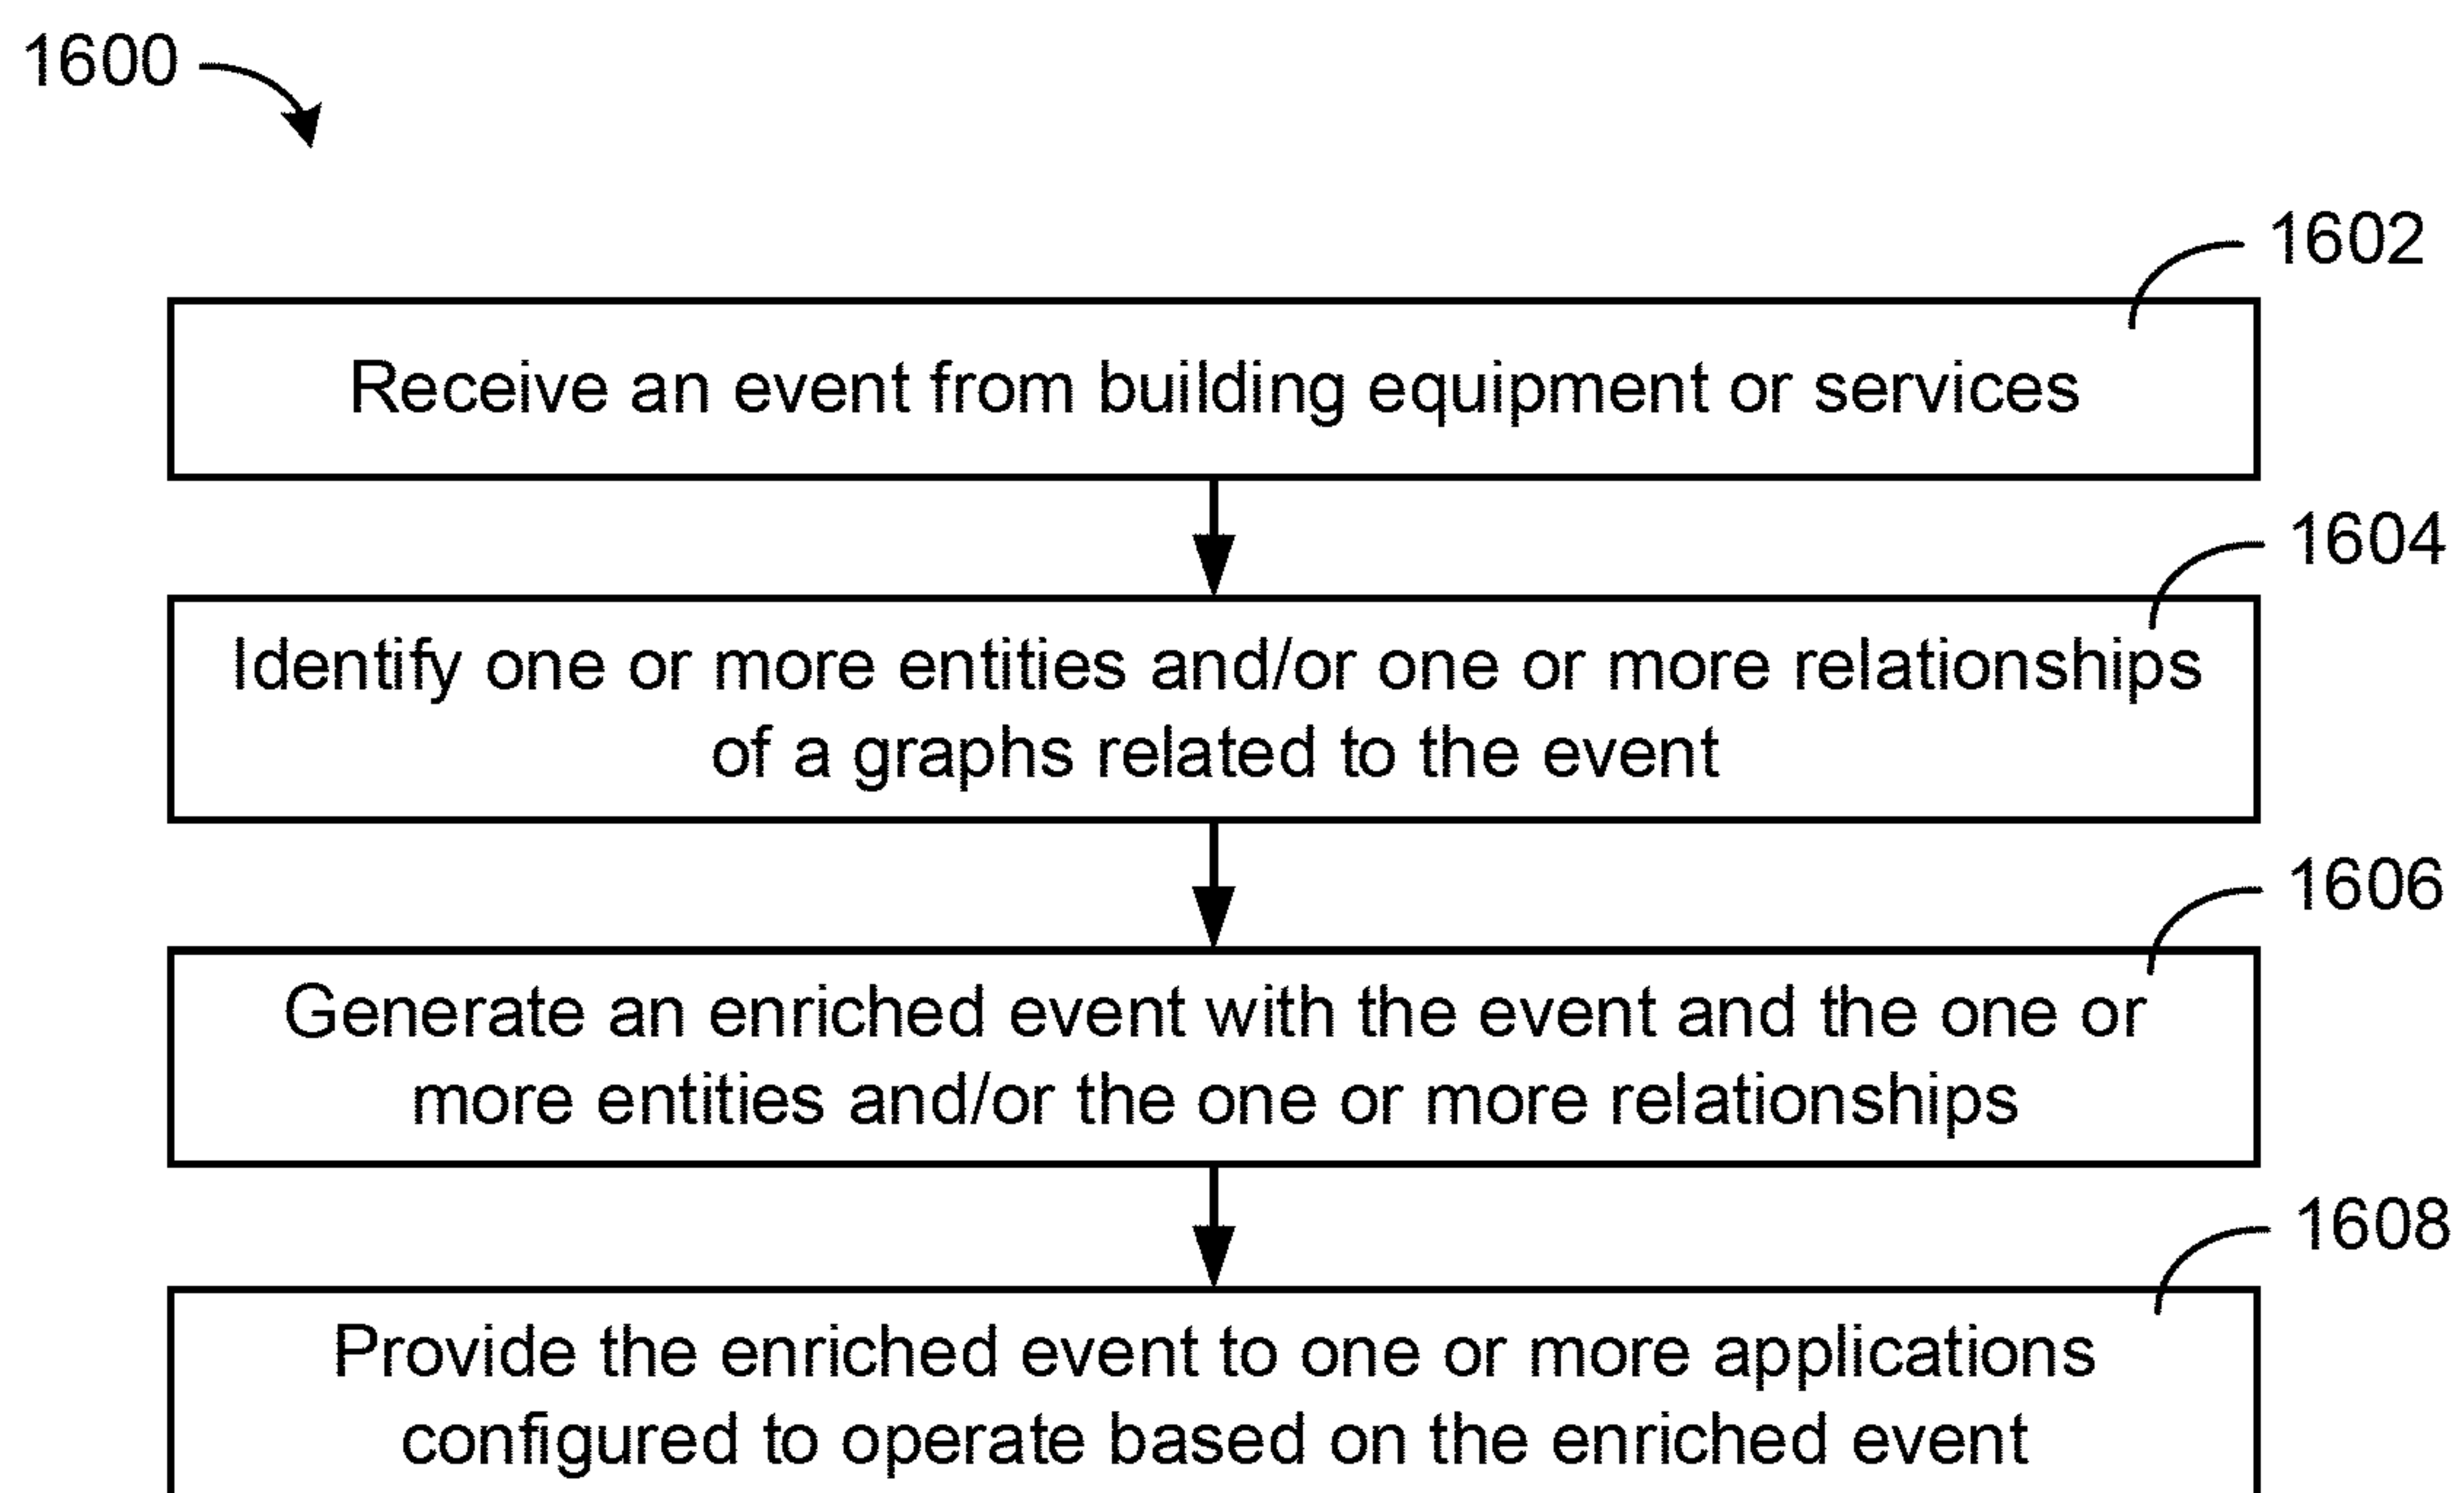 1600
1602
Receive an event from building equipment or services
1604
Identify one or more entities and/or one or more relationships
of a graphs related to the event
1606
Generate an enriched event with the event and the one or
more entities and/or the one or more relationships
1608
Provide the enriched event to one or more applications
configured to operate based on the enriched event